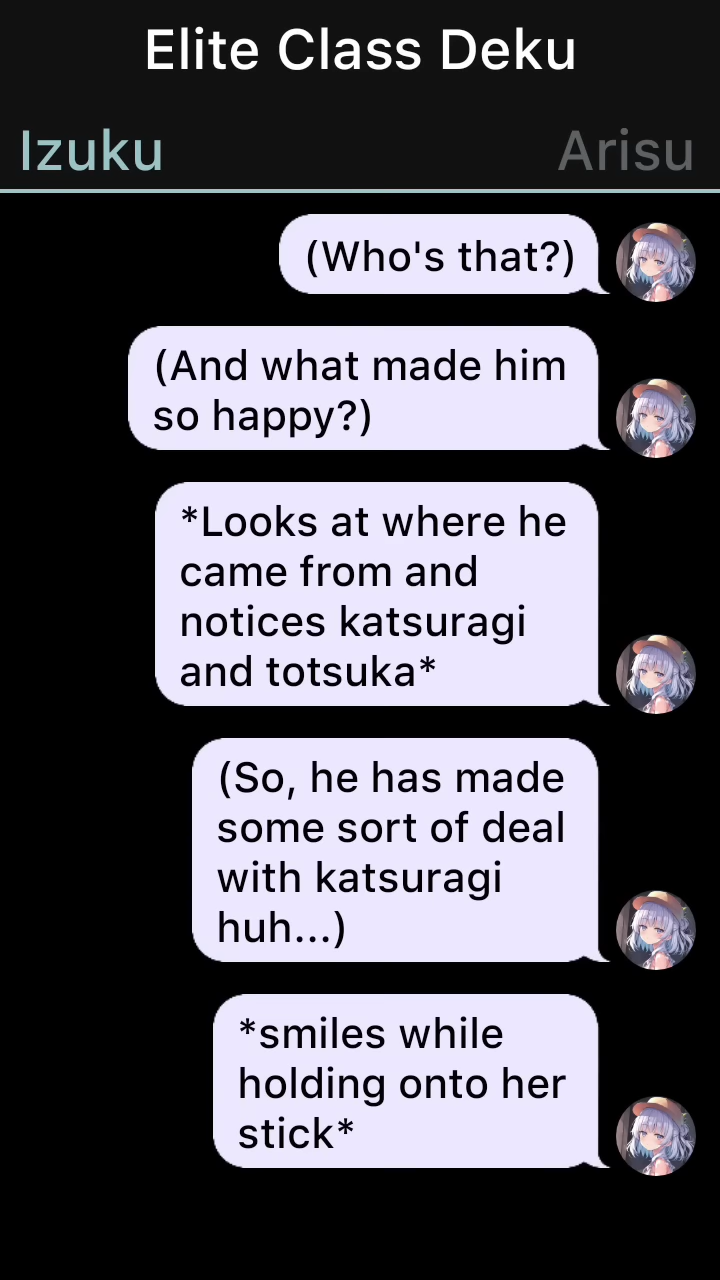 Elite Class Deku
Izuku
Arisu
(Who's that?)
(And what made him
so happy?)
*Looks at where he
came from and
notices katsuragi
and totsuka*
(So, he has made
some sort of deal
with katsuragi
huh...)
*smiles while
holding onto her
stick*